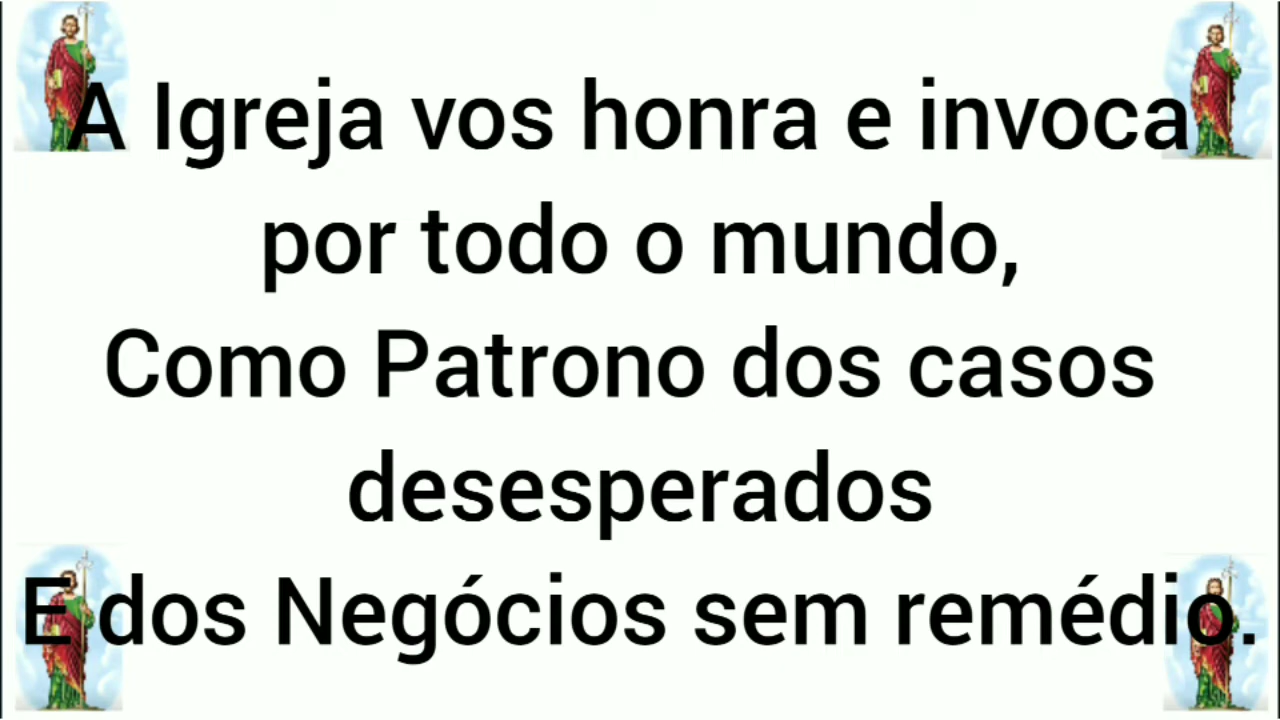 A Igreja vos honra e invoca
por todo o mundo,
Como Patrono dos casos
desesperados
E dos Negócios sem remédio.